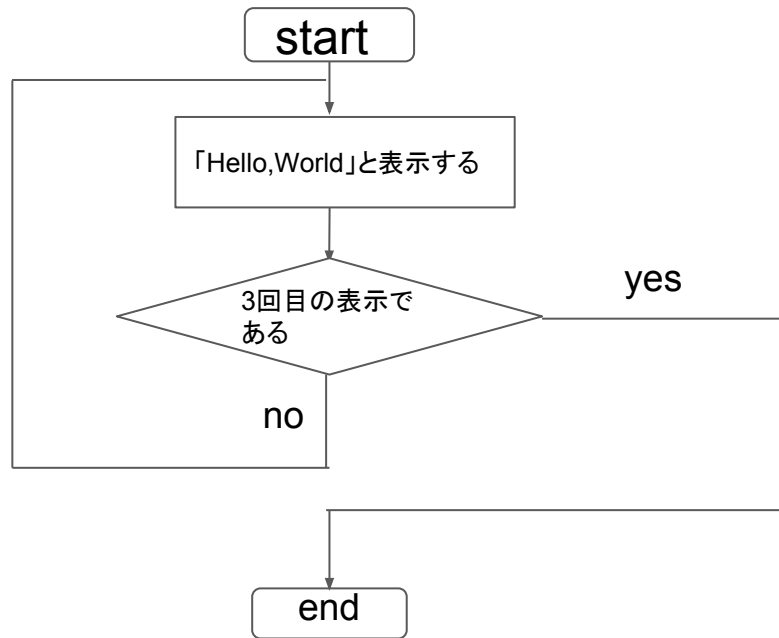 start
「Hello,World」と表示する
3回目の表示で
ある
yes
no
end